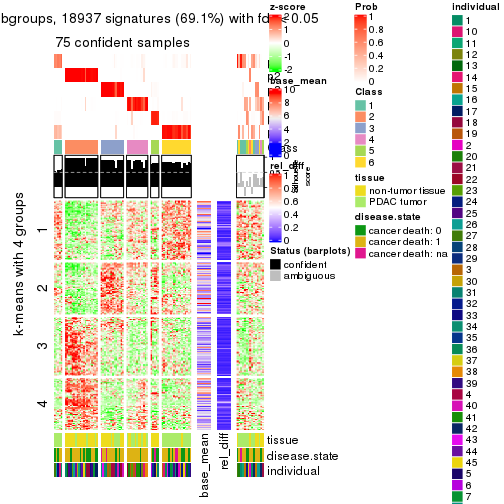 bgroups, 18937 signatures (69.1%) with fd < 0.05
75 confident samples
k-means with 4 groups
1
2
3
4
tissue
disease.state
individual
base_mean
rel_diff
z-score
2
1
0
-1
-2
base_mean
10
8
6
4
2
0
rel_diff
1
0.8
0.6
0.4
0.2
0
Silhouette
score
Status (barplots)
confident
ambiguous
Prob
1
0.8
0.6
0.4
0.2
0
Class
1
2
3
4
5
6
tissue
non-tumor tissue
PDAC tumor
disease.state
cancer death: 0
cancer death: 1
cancer death: na
individual
1
10
11
12
13
14
15
16
17
18
19
2
20
21
22
23
24
25
26
27
28
29
3
30
31
32
33
34
35
36
37
38
39
4
40
41
42
43
44
45
5
6
7